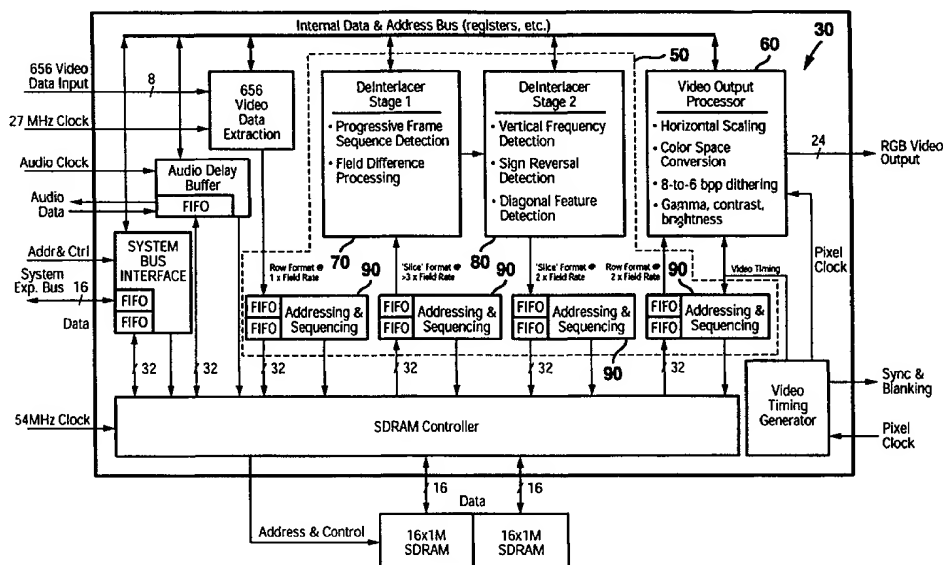 Internal Data & Address Bus (registers, etc.)
30
50
60
656 Video
Data Input
8
27 MHz Clock
Audio Clock
Audio
Data
Addr& Ctrl
System
Exp. Bus
16
Data
54MHz Clock
656
Video
Data
Extraction
Audio Delay
Buffer
FIFO
SYSTEM
BUS
INTERFACE
FIFO
FIFO
DeInterlacer
Stage 1
• Progressive Frame
Sequence Detection
• Field Difference
Processing
70
DeInterlacer
Stage 2
• Vertical Frequency
Detection
• Sign Reversal
Detection
• Diagonal Feature
Detection
80
Video Output
Processor
• Horizontal Scaling
• Color Space
Conversion
• 8-to-6 bpp dithering
• Gamma, contrast,
brightness
24
RGB Video
Output
Pixel
Clock
Row Format @
1 x Field Rate
90
'Slice' Format @
>3 x Field Rate
90
'Slice' Format @
2 x Field Rate
Row Format @
2 x Field Rate
90
Video Timing
FIFO
FIFO
Addressing &
Sequencing
FIFO
FIFO
Addressing &
Sequencing
FIFO
FIFO
Addressing &
Sequencing
FIFO
FIFO
Addressing &
Sequencing
90
32
32
32
32
32
32
SDRAM Controller
Video
Timing
Generator
Sync &
Blanking
Pixel
Clock
16
16
Data
Address & Control
16x1M
SDRAM
16x1M
SDRAM